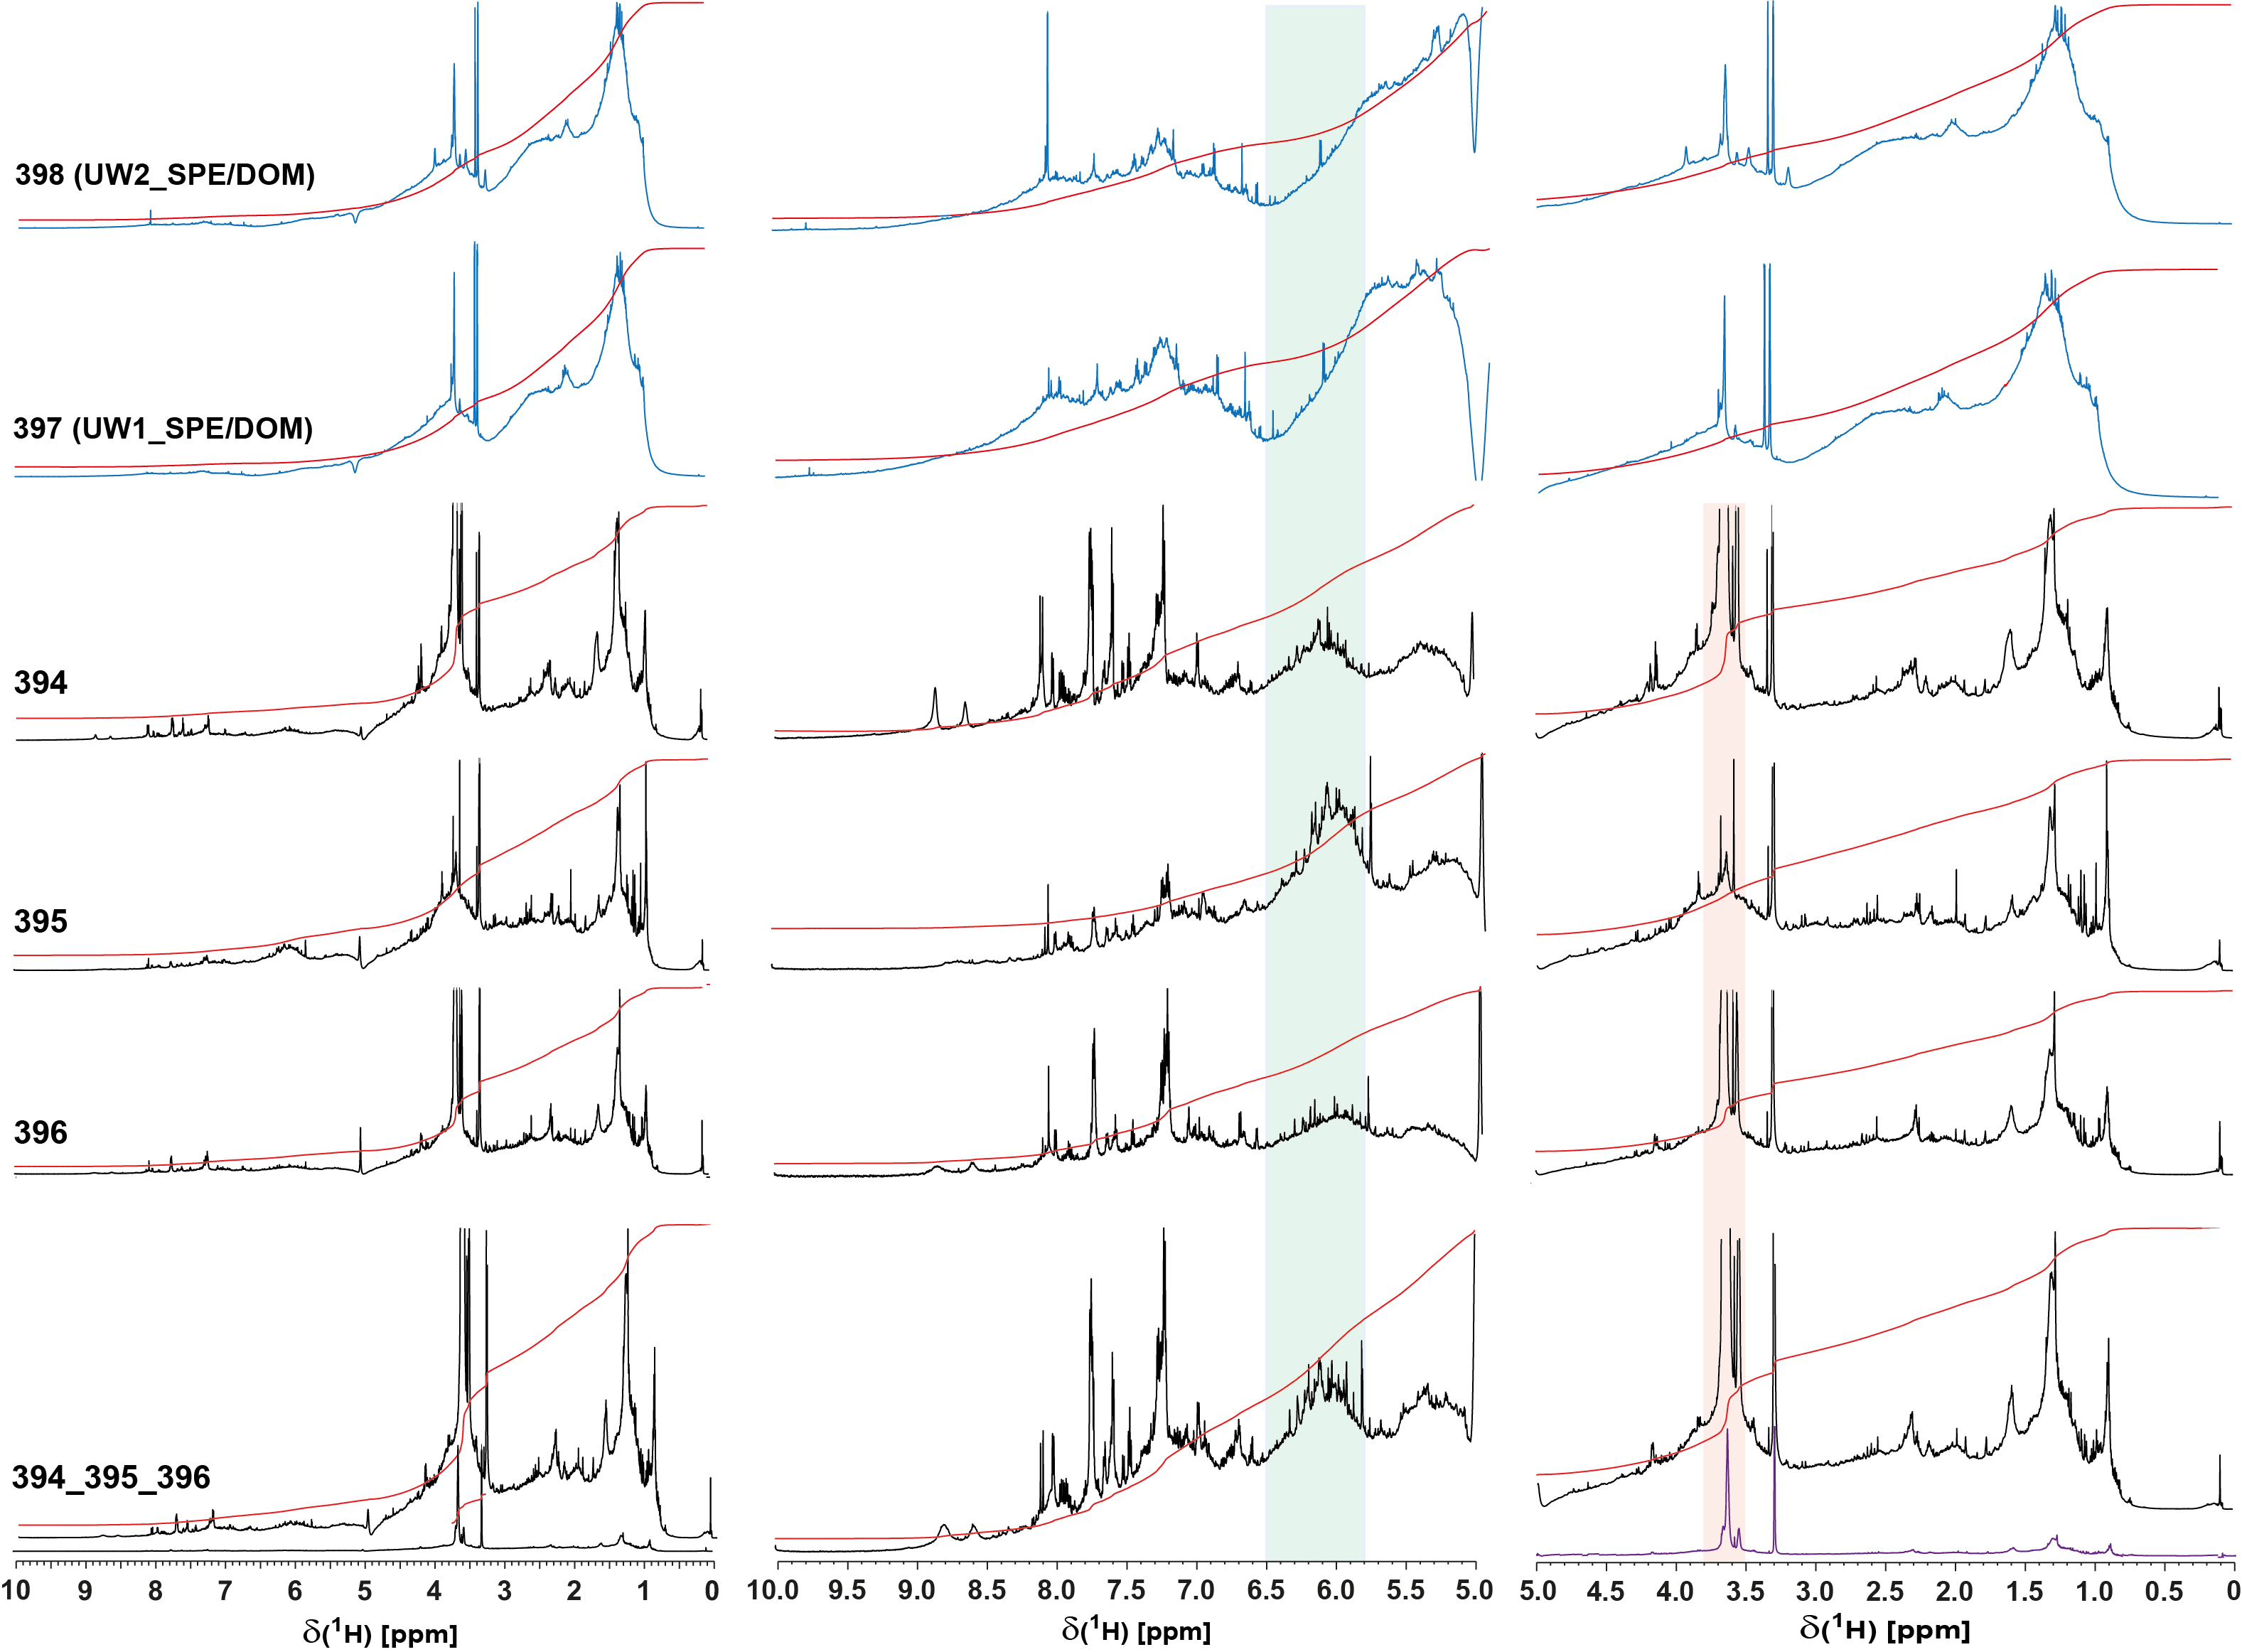 398 (UW2_SPE/DOM)
397 (UW1_SPE/DOM)
394
395
396
394_395_396
10 9 8 7 6 5 4 3 2 1 0
10.0 9.5 9.0 8.5 8.0 7.5 7.0 6.5 6.0 5.5 5.0
5.0 4.5 4.0 3.5 3.0 2.5 2.0 1.5 1.0 0.5 0
δ(¹H) [ppm]
δ(¹H) [ppm]
δ(¹H) [ppm]